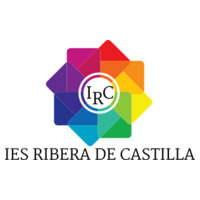 IRC
IES RIBERA DE CASTILLA